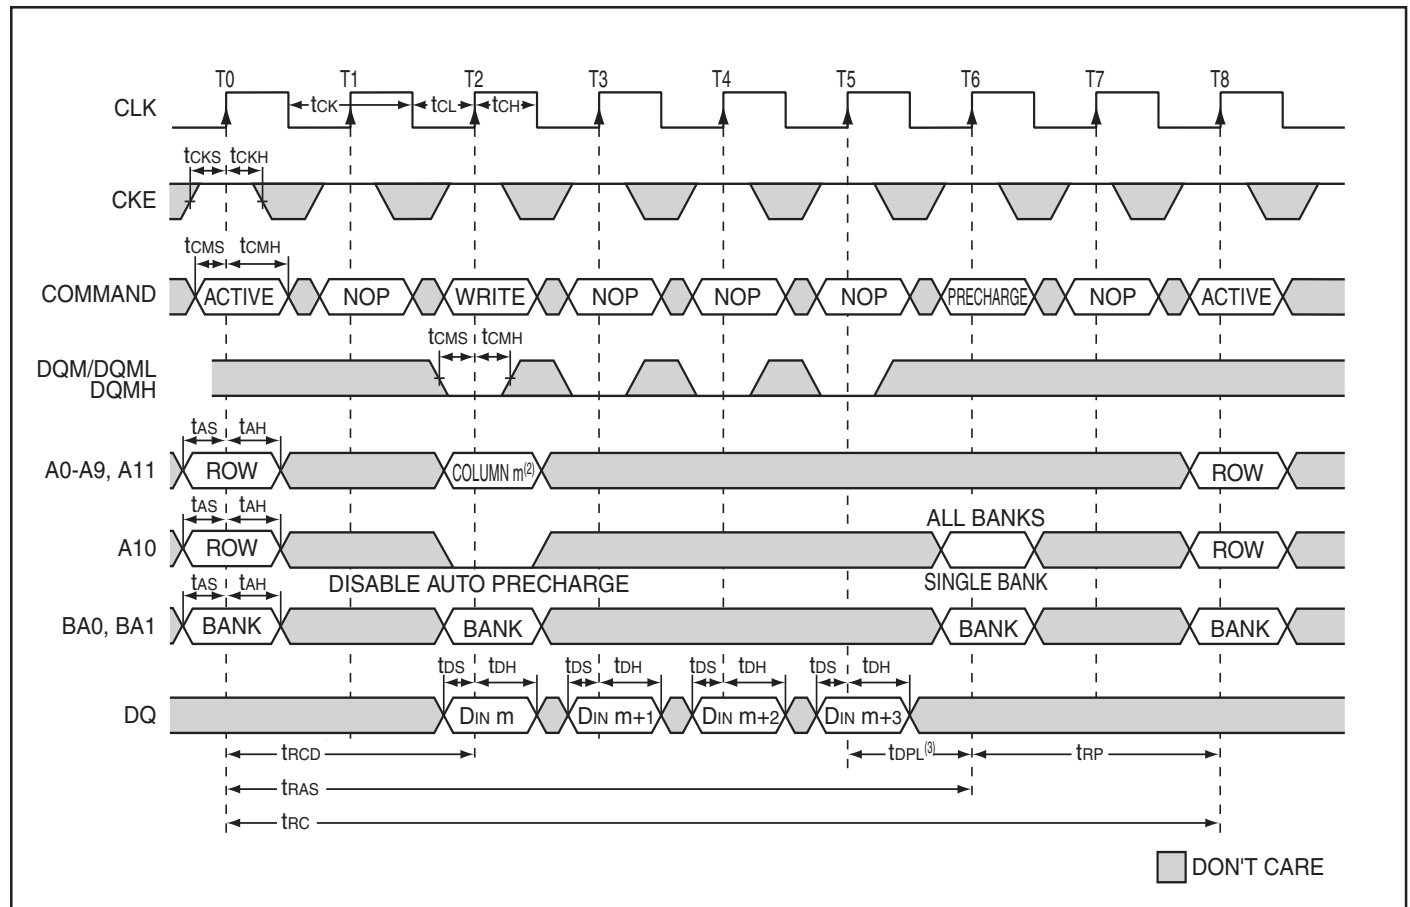 T0 T1 T2 T3 T4 T5 T6 T7 T8
CLK tCK tCL tCH
tCKS tCKH
CKE
tCMS tCMH
COMMAND ACTIVE NOP WRITE NOP NOP NOP PRECHARGE NOP ACTIVE
tCMS tCMH
DQM/DQML
DQMH
tAS tAH
A0-A9, A11 ROW COLUMN m(2) ROW
tAS tAH ALL BANKS
A10 ROW ROW
DISABLE AUTO PRECHARGE SINGLE BANK
tAS tAH
BA0, BA1 BANK BANK BANK BANK
tDS tDH tDS tDH tDS tDH tDS tDH
DQ DIN m DIN m+1 DIN m+2 DIN m+3
tRCD tDPL(3) tRP
tRAS
tRC
DON'T CARE